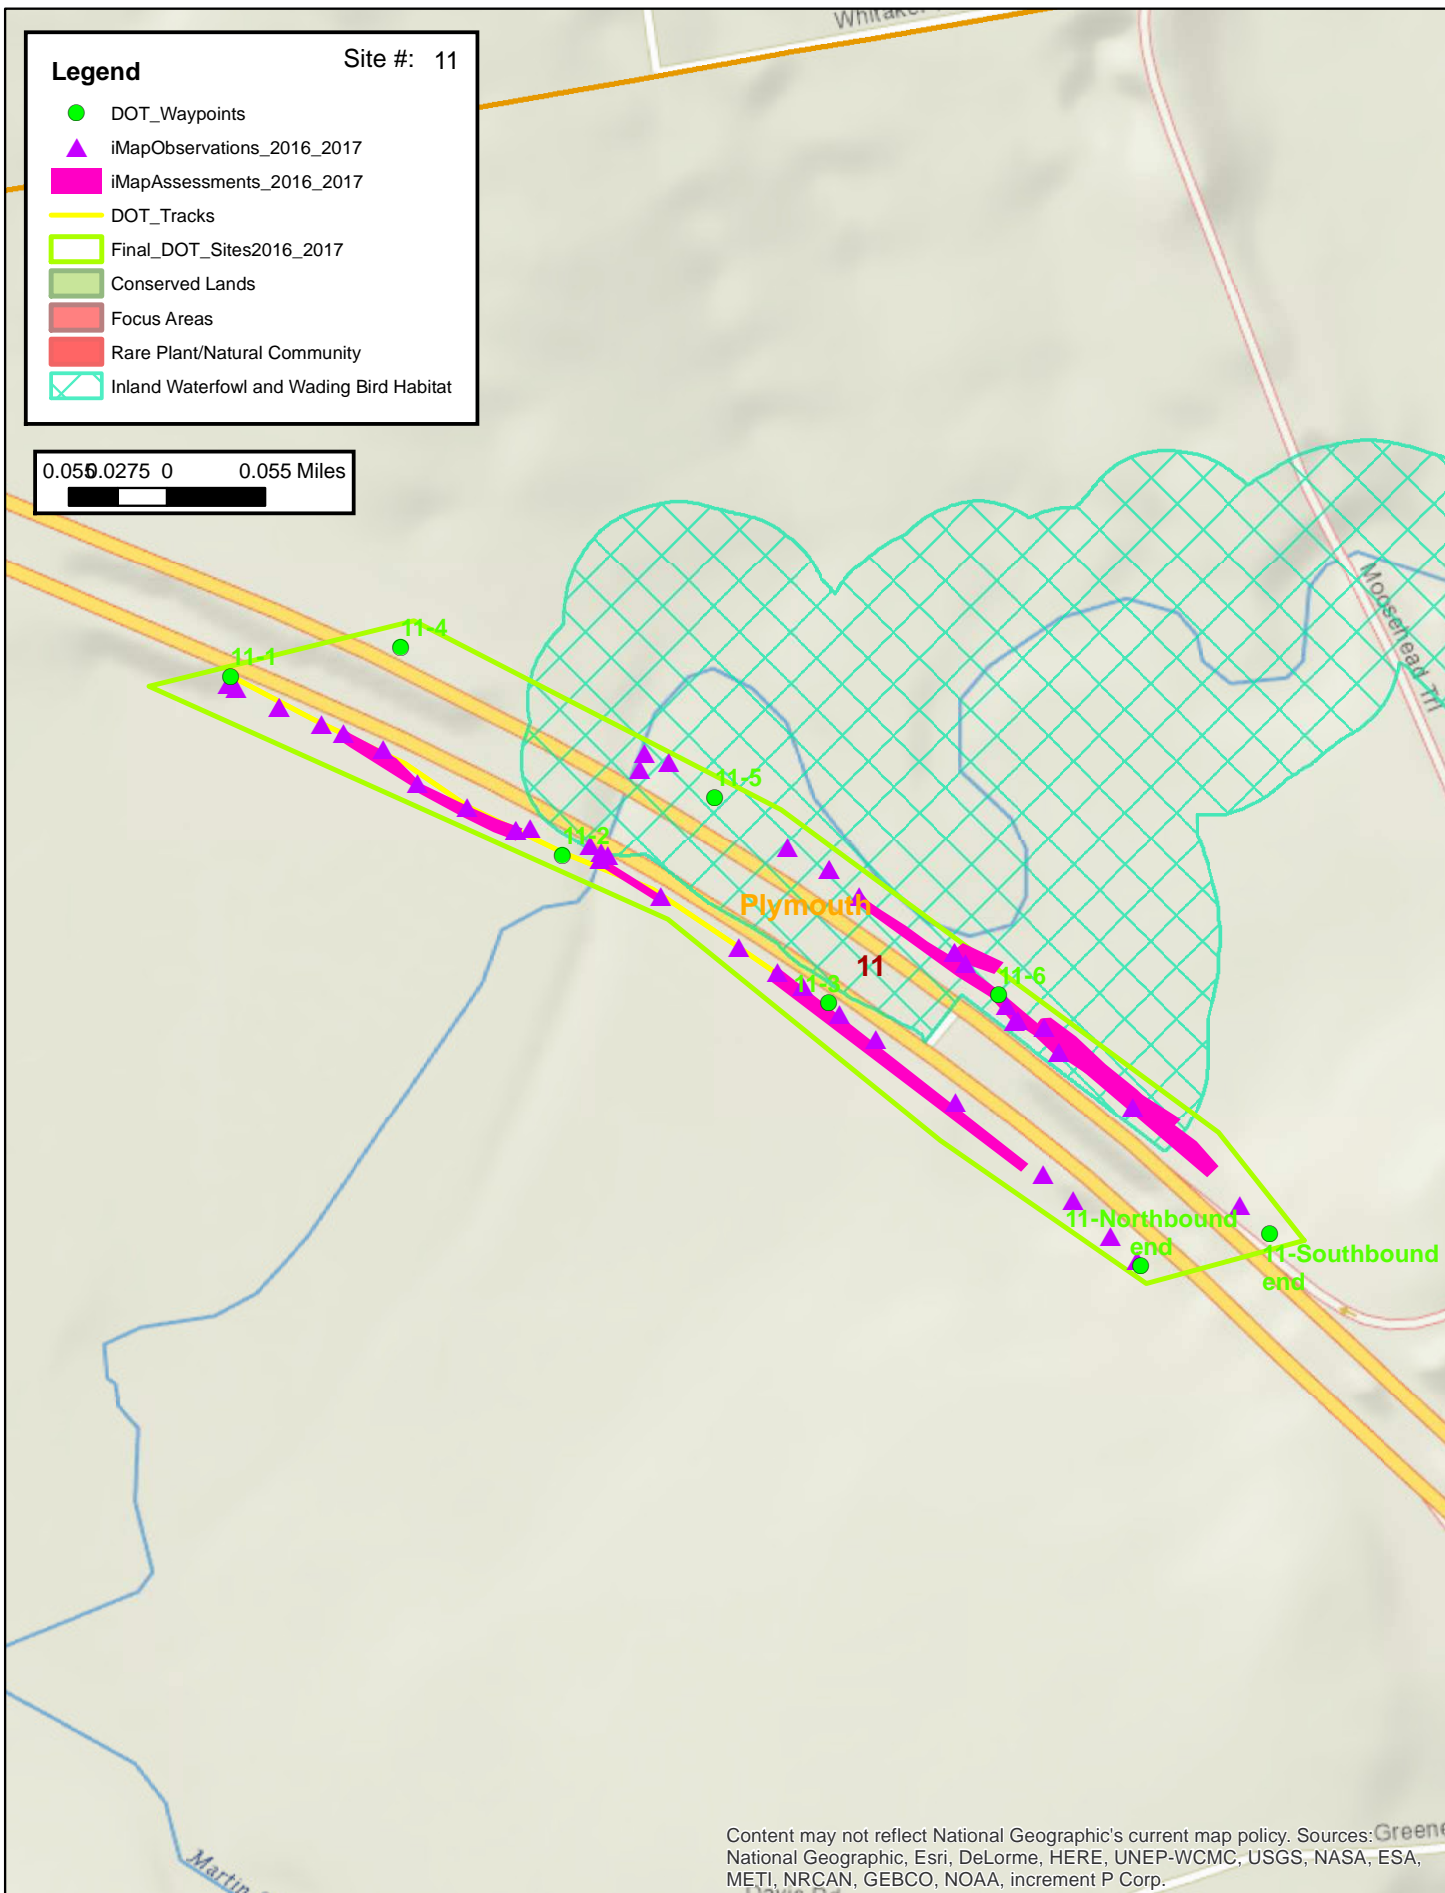 Legend
Site #: 11
DOT_Waypoints
iMapObservations_2016_2017
iMapAssessments_2016_2017
DOT_Tracks
Final_DOT_Sites2016_2017
Conserved Lands
Focus Areas
Rare Plant/Natural Community
Inland Waterfowl and Wading Bird Habitat
0.055 0.0275 0 0.055 Miles
Moosehead Trl
11-4
11-1
11-5
11-2
Plymouth
11
11-3
11-6
11-Northbound
end
11-Southbound
end
Martin
Content may not reflect National Geographic's current map policy. Sources:
National Geographic, Esri, DeLorme, HERE, UNEP-WCMC, USGS, NASA, ESA,
METI, NRCAN, GEBCO, NOAA, increment P Corp.
Greene